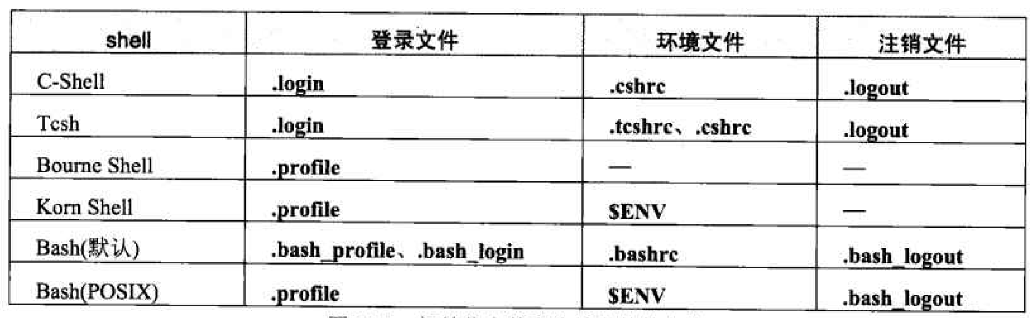 shell 登录文件 环境文件 注销文件
C-Shell .login .cshrc .logout
Tcsh .login .tcshrc、.cshrc .logout
Bourne Shell .profile — —
Korn Shell .profile $ENV —
Bash(默认) .bash_profile、.bash_login .bashrc .bash_logout
Bash(POSIX) .profile $ENV .bash_logout